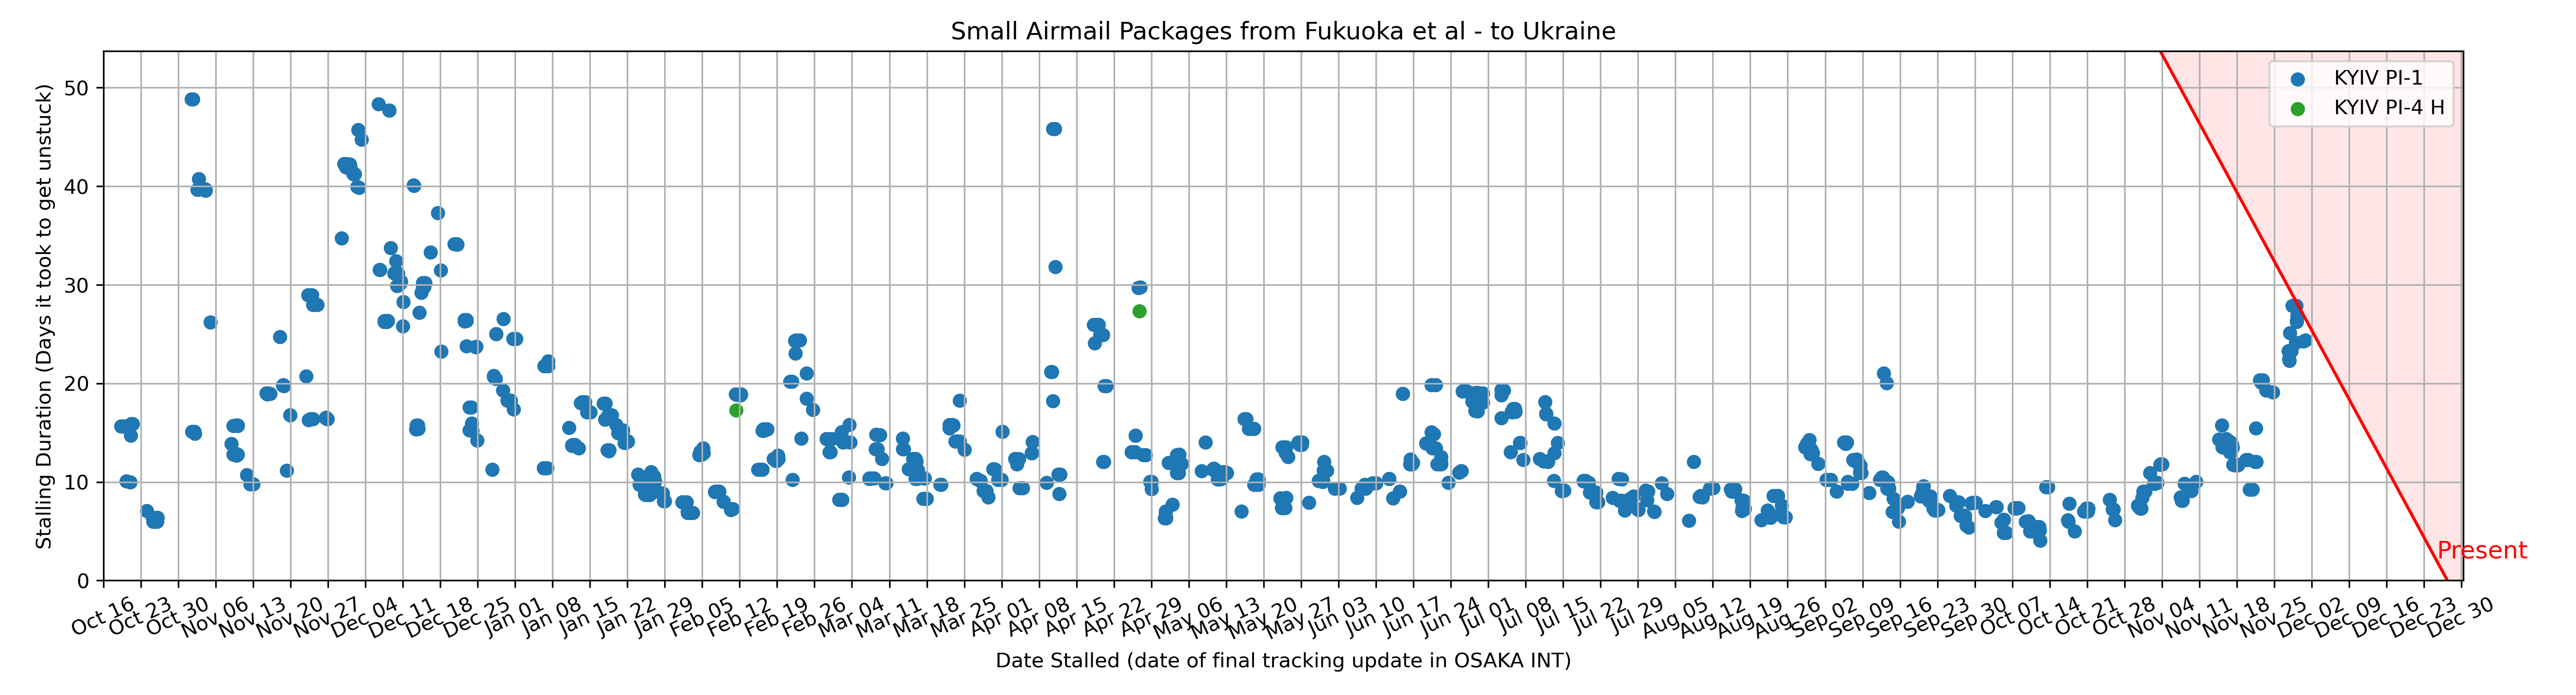 Small Airmail Packages from Fukuoka et al - to Ukraine
Stalling Duration (Days it took to get unstuck)
50
40
30
20
10
0
KYIV PI-1
KYIV PI-4 H
Present
Oct 16
Oct 23
Oct 30
Nov 06
Nov 13
Nov 20
Nov 27
Dec 04
Dec 11
Dec 18
Dec 25
Jan 01
Jan 08
Jan 15
Jan 22
Jan 29
Feb 05
Feb 12
Feb 19
Feb 26
Mar 04
Mar 11
Mar 18
Mar 25
Apr 01
Apr 08
Apr 15
Apr 22
Apr 29
May 06
May 13
May 20
May 27
Jun 03
Jun 10
Jun 17
Jun 24
Jul 01
Jul 08
Jul 15
Jul 22
Jul 29
Aug 05
Aug 12
Aug 19
Aug 26
Sep 02
Sep 09
Sep 16
Sep 23
Sep 30
Oct 07
Oct 14
Oct 21
Oct 28
Nov 04
Nov 11
Nov 18
Nov 25
Dec 02
Dec 09
Dec 16
Dec 23
Dec 30
Date Stalled (date of final tracking update in OSAKA INT)